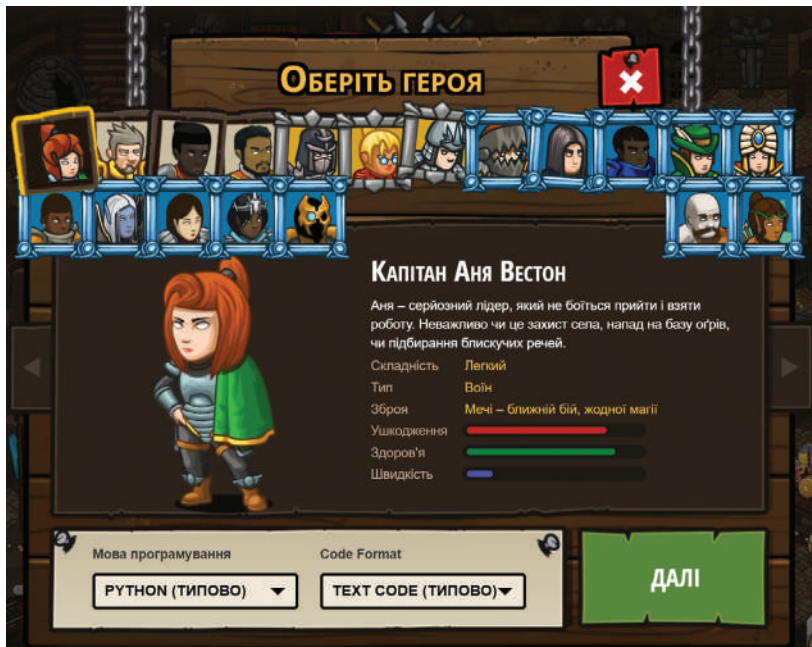 ОБЕРІТЬ ГЕРОЯ
КАПІТАН АНЯ ВЕСТОН
Аня – серйозний лідер, який не боїться прийти і взяти
роботу. Неважливо чи це захист села, напад на базу оґрів,
чи підбирання блискучих речей.
Складність Легкий
Тип Воїн
Зброя Мечі – ближній бій, жодної магії
Ушкодження
Здоров'я
Швидкість
Мова програмування Code Format
PYTHON (ТИПОВО) TEXT CODE (ТИПОВО)
ДАЛІ